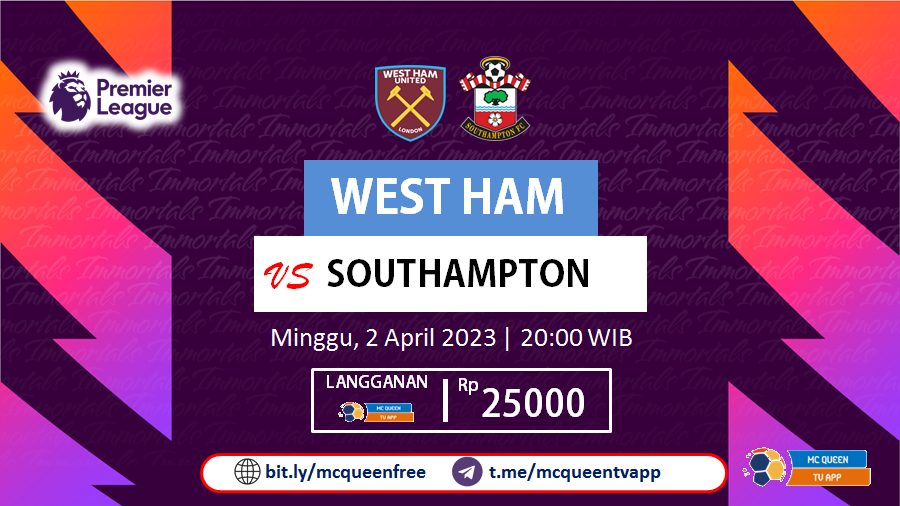 Premier
League
WEST HAM
UNITED
LONDON
SOUTHAMPTON FC
WEST HAM
VS SOUTHAMPTON
Minggu, 2 April 2023 | 20:00 WIB
LANGGANAN
MC QUEEN
TV APP
Rp 25000
bit.ly/mcqueenfree
t.me/mcqueentvapp
MC QUEEN
TV APP
Immortals